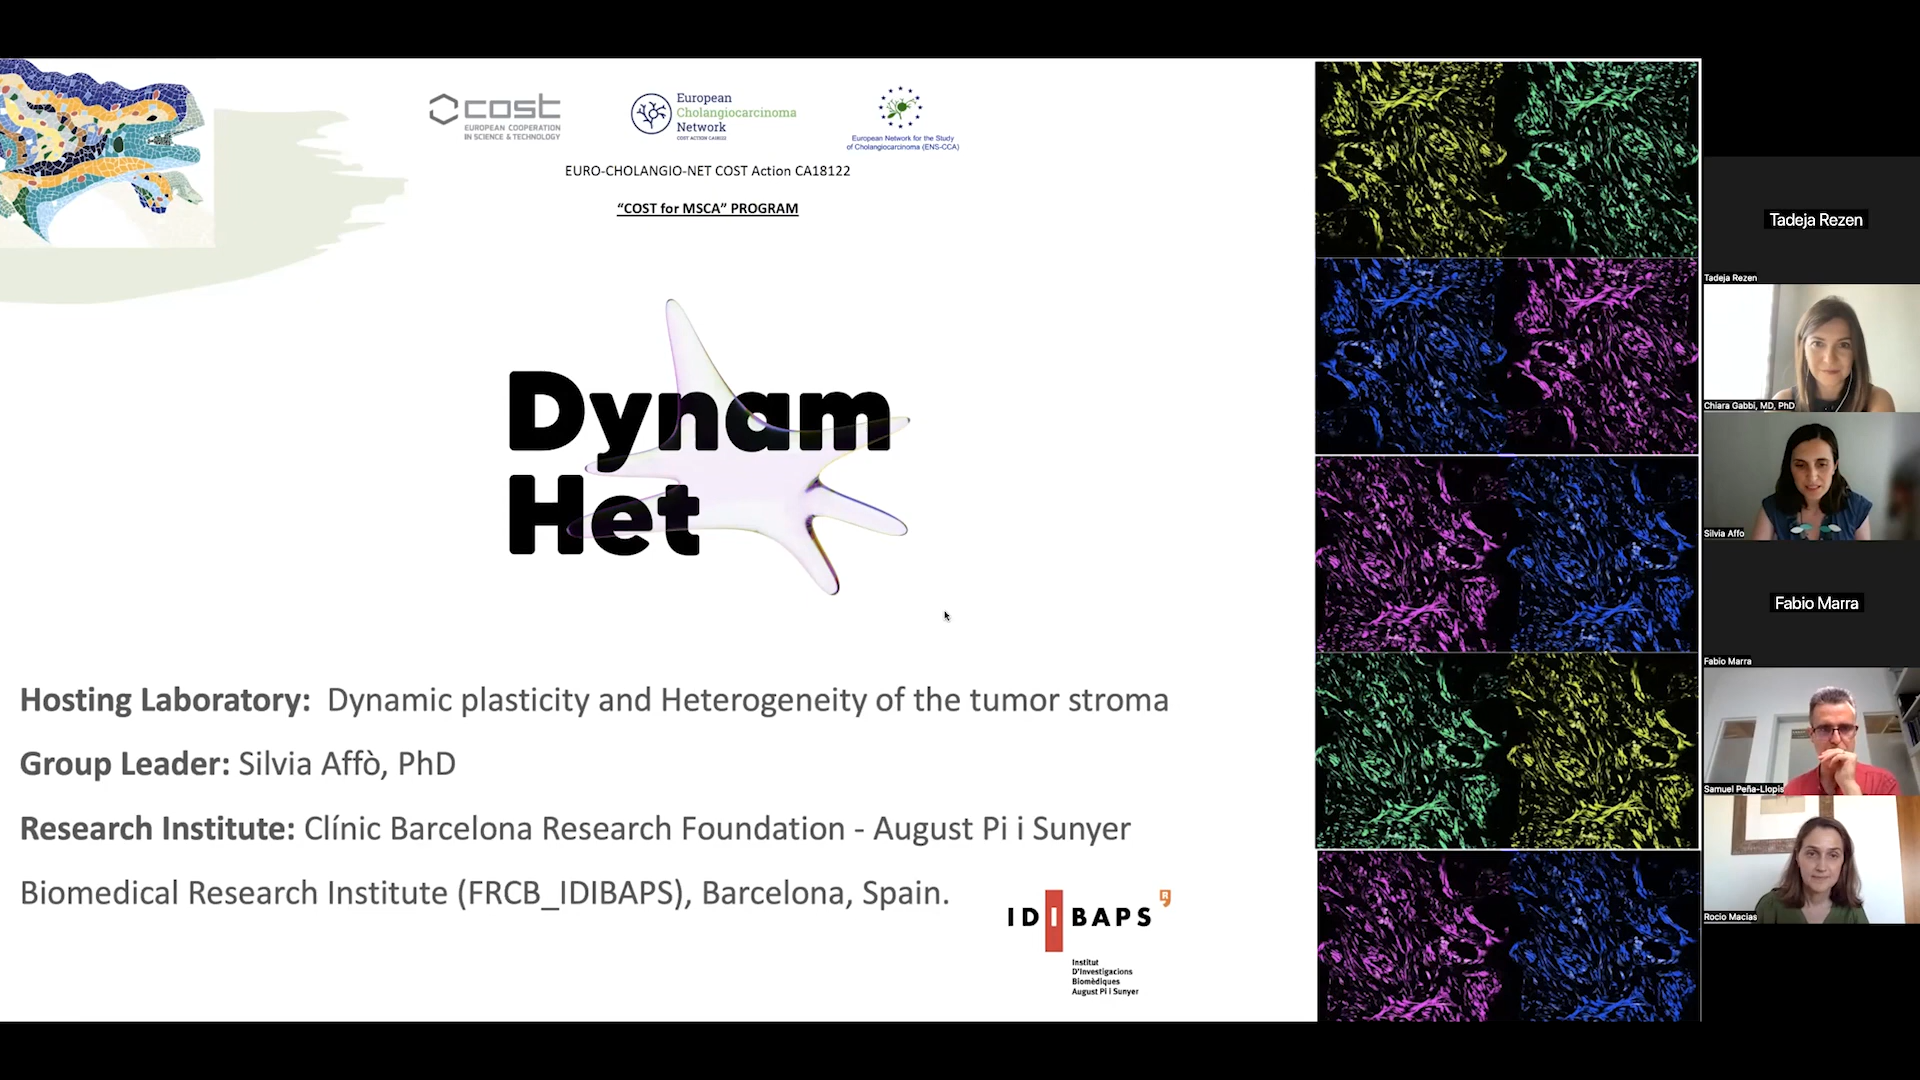 COST
EUROPEAN COOPERATION
IN SCIENCE & TECHNOLOGY
European
Cholangiocarcinoma
Network
COST ACTION CA18122
European Network for the Study
of Cholangiocarcinoma (ENS-CCA)
EURO-CHOLANGIO-NET COST Action CA18122
“COST for MSCA” PROGRAM
Dynam
Het
Hosting Laboratory: Dynamic plasticity and Heterogeneity of the tumor stroma
Group Leader: Silvia Affò, PhD
Research Institute: Clínic Barcelona Research Foundation - August Pi i Sunyer
Biomedical Research Institute (FRCB_IDIBAPS), Barcelona, Spain.
IDIBAPS
R
Institut
D'Investigacions
Biomèdiques
August Pi i Sunyer
Tadeja Rezen
Tadeja Rezen
Chiara Gabbi, MD, PhD
Silvia Affo
Fabio Marra
Fabio Marra
Samuel Peña-Llopis
Rocio Macias